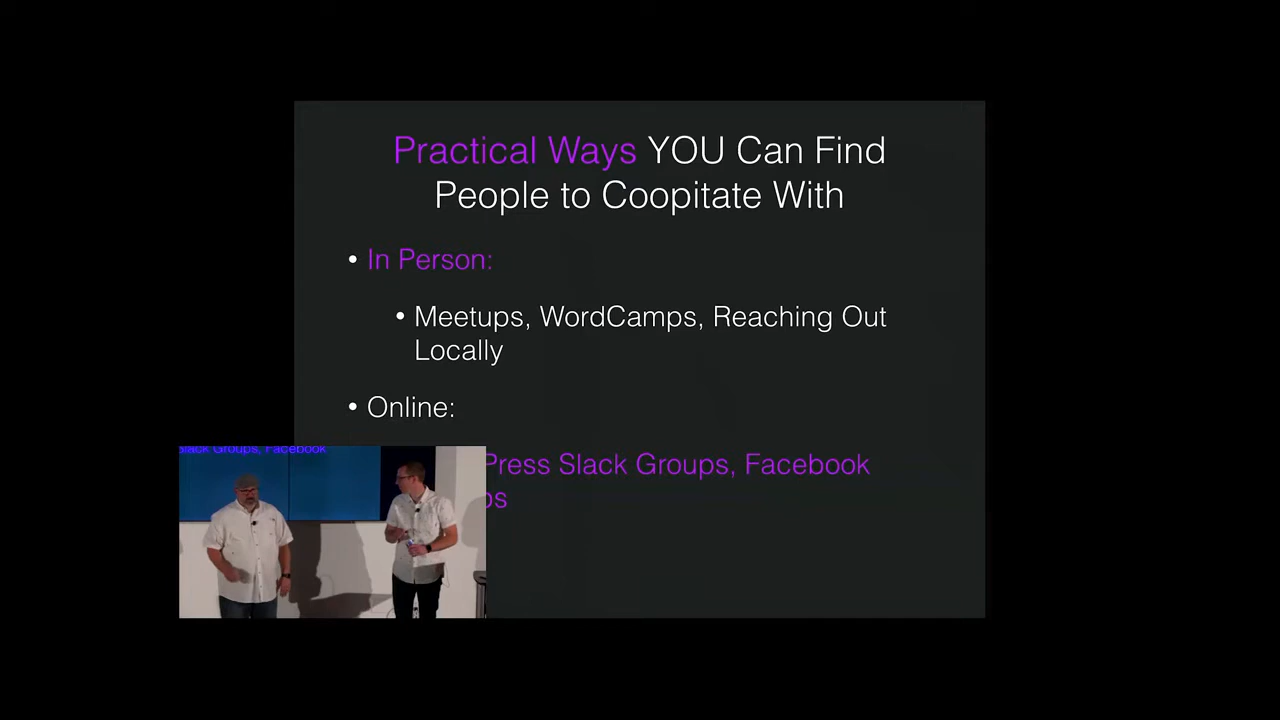 Practical Ways YOU Can Find
People to Coopitate With
• In Person:
• Meetups, WordCamps, Reaching Out
Locally
• Online:
Press Slack Groups, Facebook
Slack Groups, Facebook